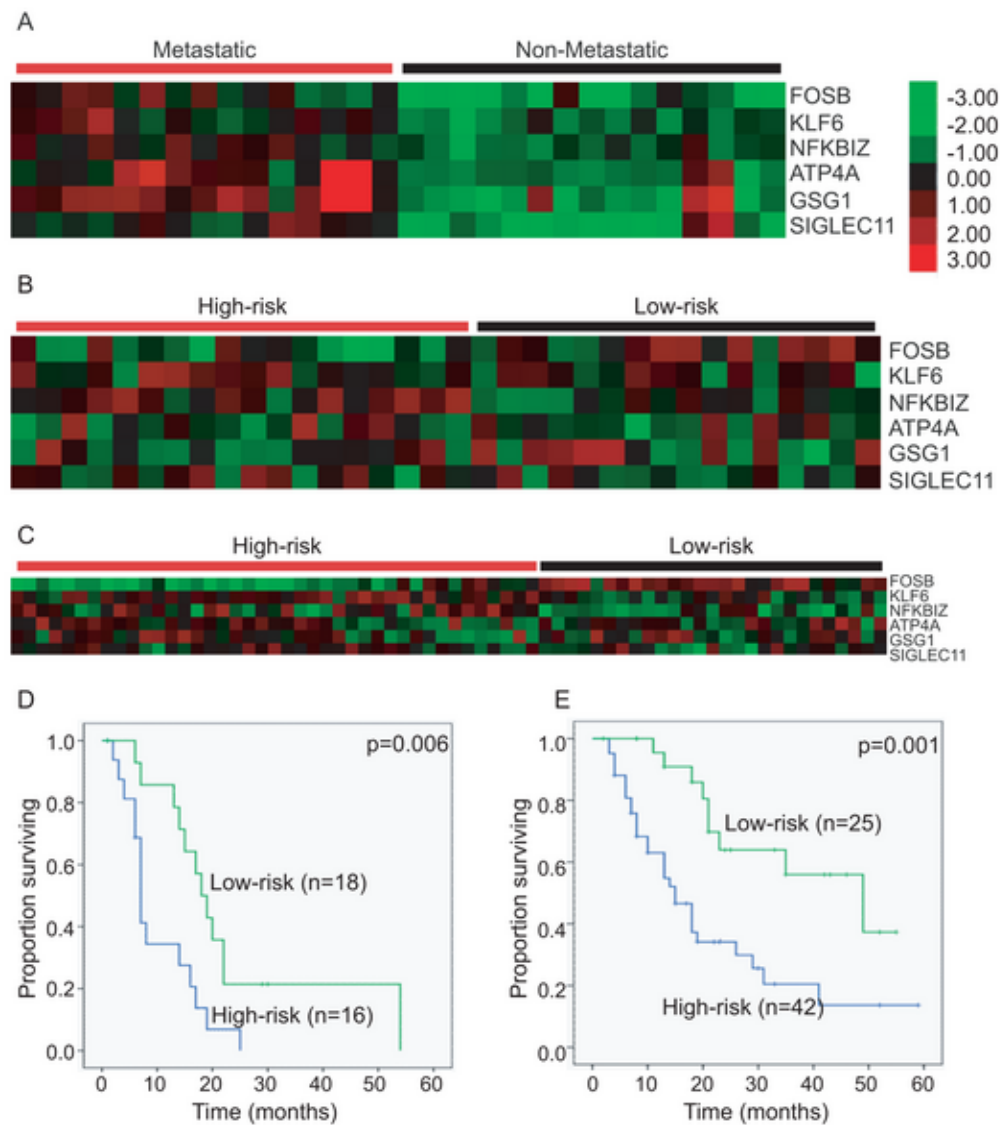 A
Metastatic
Non-Metastatic
FOSB
KLF6
NFKBIZ
ATP4A
GSG1
SIGLEC11
-3.00
-2.00
-1.00
0.00
1.00
2.00
3.00
B
High-risk
Low-risk
FOSB
KLF6
NFKBIZ
ATP4A
GSG1
SIGLEC11
C
High-risk
Low-risk
FOSB
KLF6
NFKBIZ
ATP4A
GSG1
SIGLEC11
D
p=0.006
1.0
0.8
0.6
0.4
0.2
0.0
Proportion surviving
Low-risk (n=18)
High-risk (n=16)
0 10 20 30 40 50 60
Time (months)
E
p=0.001
1.0
0.8
0.6
0.4
0.2
0.0
Proportion surviving
Low-risk (n=25)
High-risk (n=42)
0 10 20 30 40 50 60
Time (months)